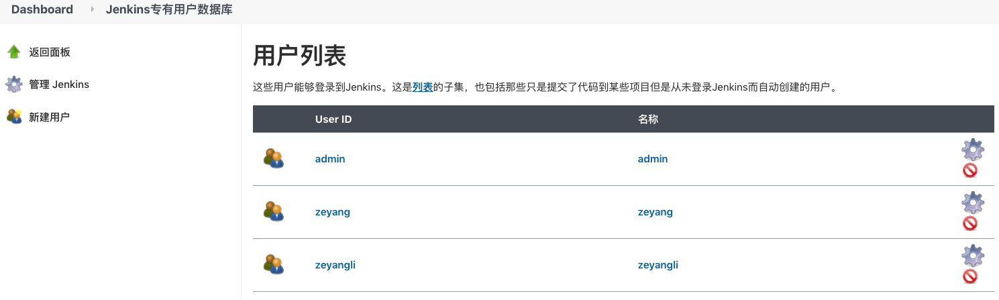 Dashboard Jenkins专有用户数据库
返回面板
管理 Jenkins
新建用户
用户列表
这些用户能够登录到Jenkins。这是列表的子集，也包括那些只是提交了代码到某些项目但是从未登录Jenkins而自动创建的用户。
User ID 名称
admin admin
zeyang zeyang
zeyangli zeyangli